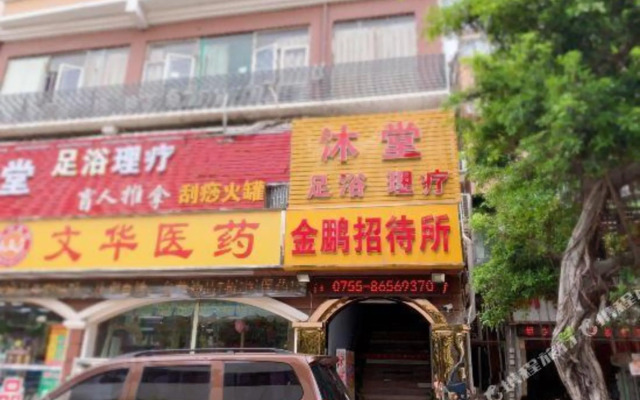 堂 足浴理疗
盲人推拿 刮痧火罐
文华医药
沐堂
足浴 理疗
金鹏招待所
0755-86569370